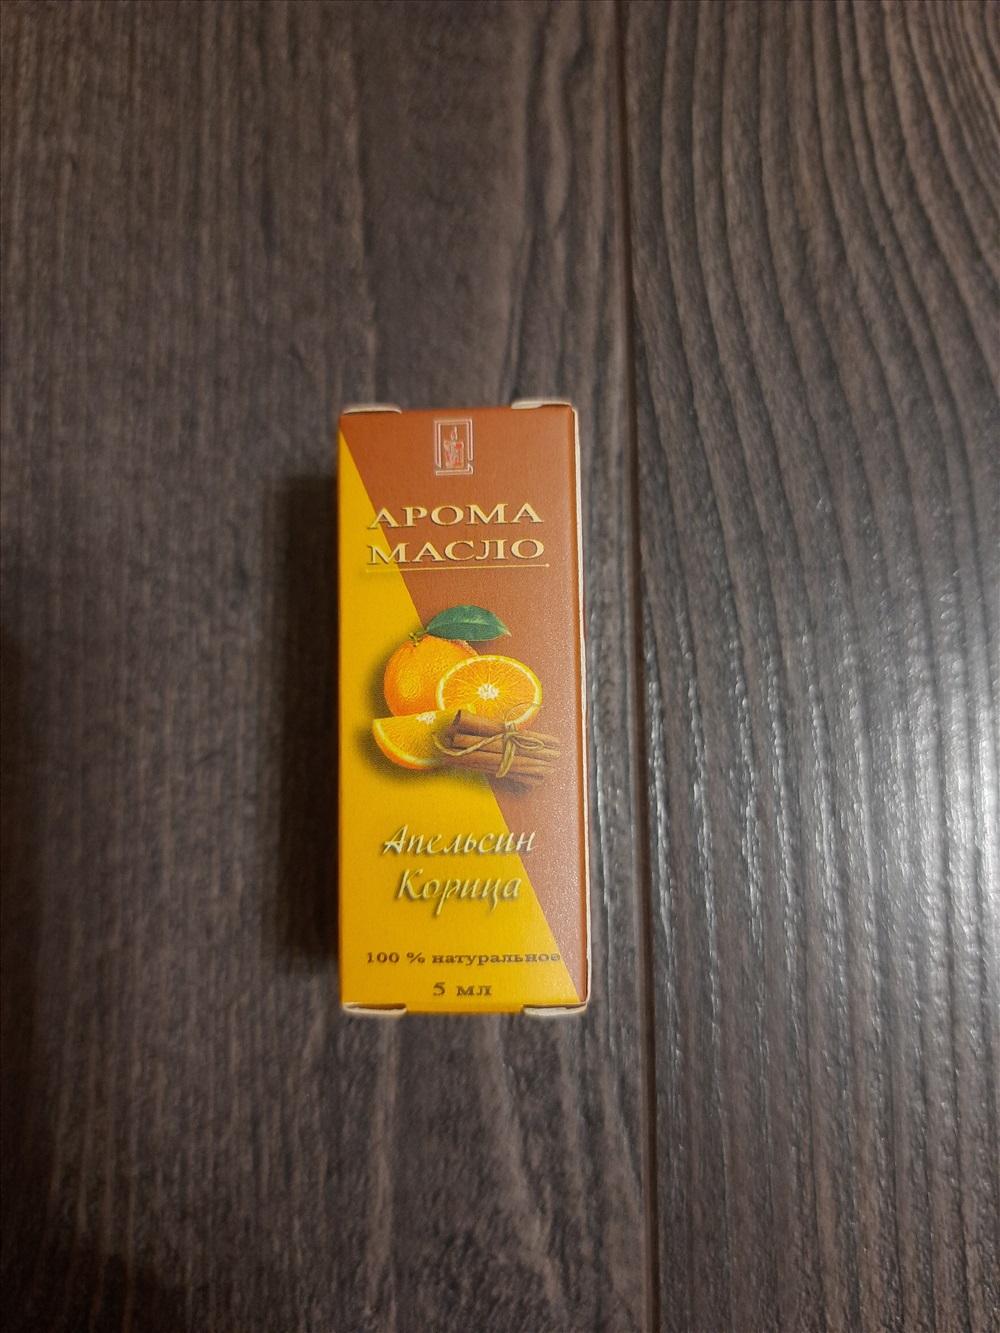 АРОМА
МАСЛО
Апельсин
Корица
100 % натуральное
5 мл